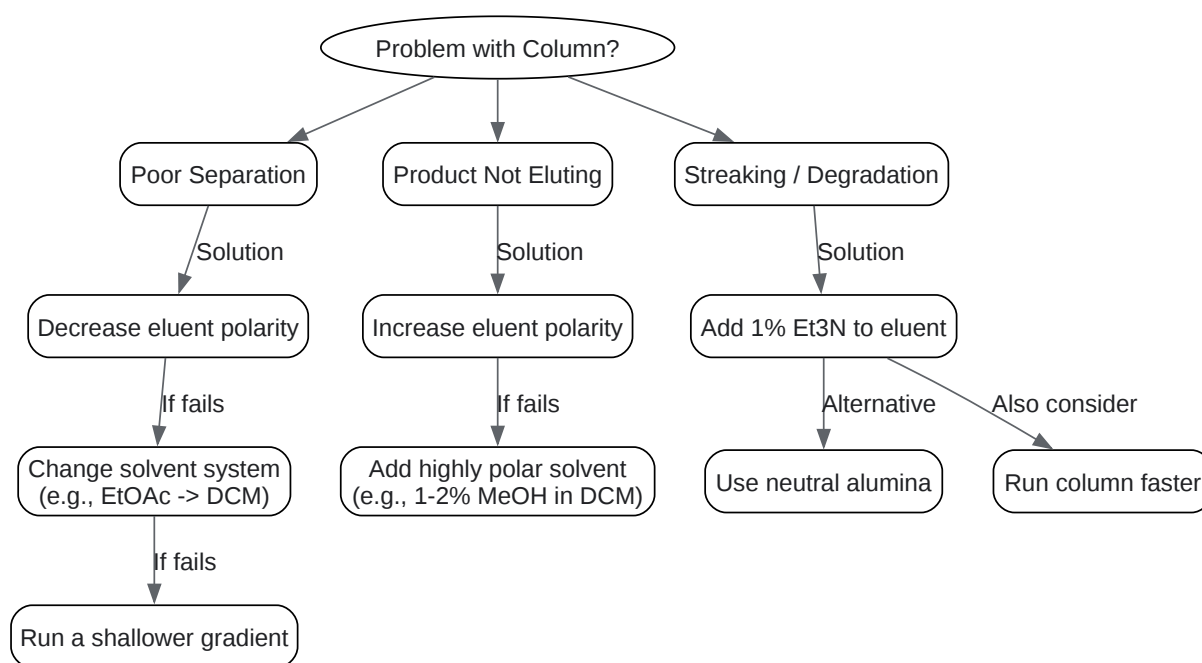 Problem with Column?
Poor Separation
Product Not Eluting
Streaking / Degradation
Solution
Solution
Solution
Decrease eluent polarity
Increase eluent polarity
Add 1% Et3N to eluent
If fails
If fails
Alternative
Also consider
Change solvent system
(e.g., EtOAc -> DCM)
Add highly polar solvent
(e.g., 1-2% MeOH in DCM)
Use neutral alumina
Run column faster
If fails
Run a shallower gradient